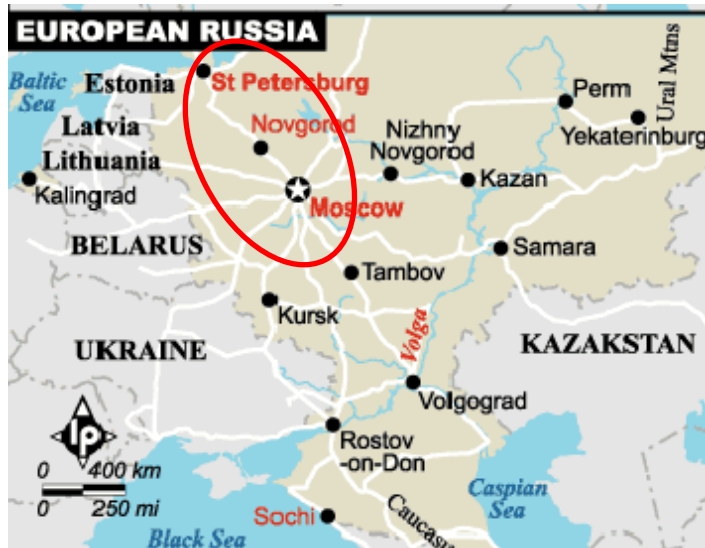 EUROPEAN RUSSIA
Baltic
Sea
Estonia
St Petersburg
Latvia
Novgorod
Lithuania
Kalingrad
Nizhny
Novgorod
Perm
Ural Mtns
Yekaterinburg
Kazan
Moscow
BELARUS
Samara
Tambov
Kursk
UKRAINE
Volga
KAZAKSTAN
Volgograd
lp
0 400 km
0 250 mi
Rostov
-on-Don
Caspian
Sea
Sochi
Caucasu
Black Sea